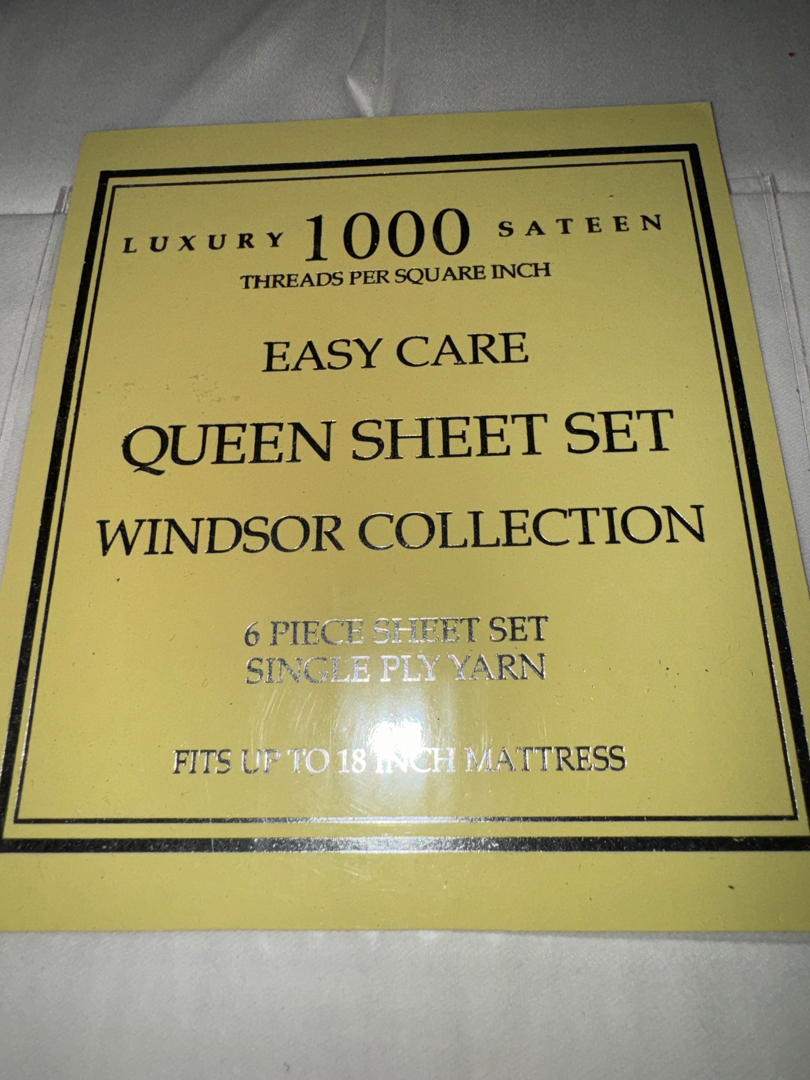 LUXURY 1000 SATEEN
THREADS PER SQUARE INCH
EASY CARE
QUEEN SHEET SET
WINDSOR COLLECTION
6 PIECE SHEET SET
SINGLE PLY YARN
FITS UP TO 18 INCH MATTRESS